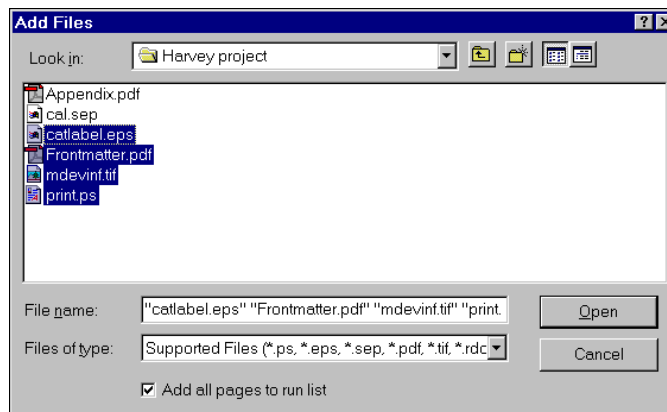 Add Files
Look in: Harvey project
Appendix.pdf
cal.sep
catlabel.eps
Frontmatter.pdf
mdevinf.tif
print.ps
File name: "catlabel.eps" "Frontmatter.pdf" "mdevinf.tif" "print. Open
Files of type: Supported Files (*.ps, *.eps, *.sep, *.pdf, *.tif, *.rdc Cancel
Add all pages to run list